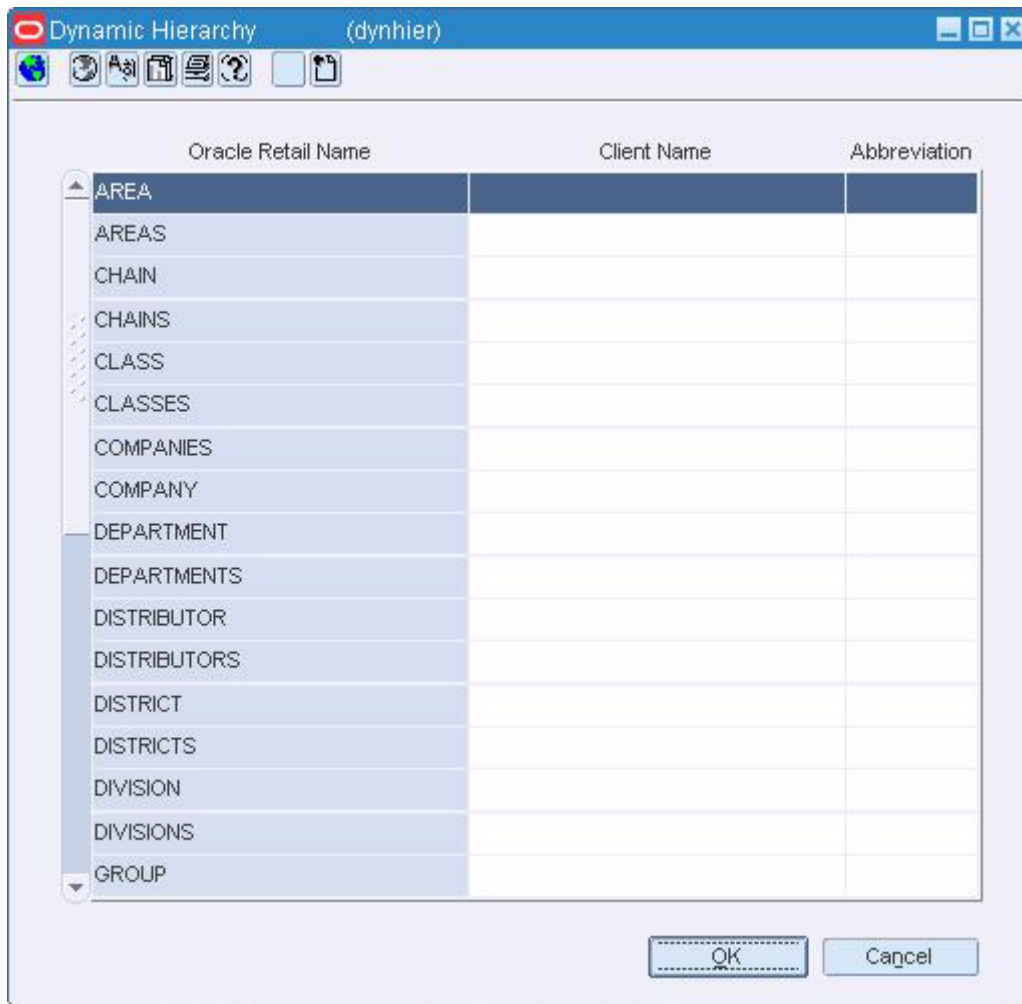 Dynamic Hierarchy (dynhier)
Oracle Retail Name Client Name Abbreviation
AREA
AREAS
CHAIN
CHAINS
CLASS
CLASSES
COMPANIES
COMPANY
DEPARTMENT
DEPARTMENTS
DISTRIBUTOR
DISTRIBUTORS
DISTRICT
DISTRICTS
DIVISION
DIVISIONS
GROUP
OK Cancel